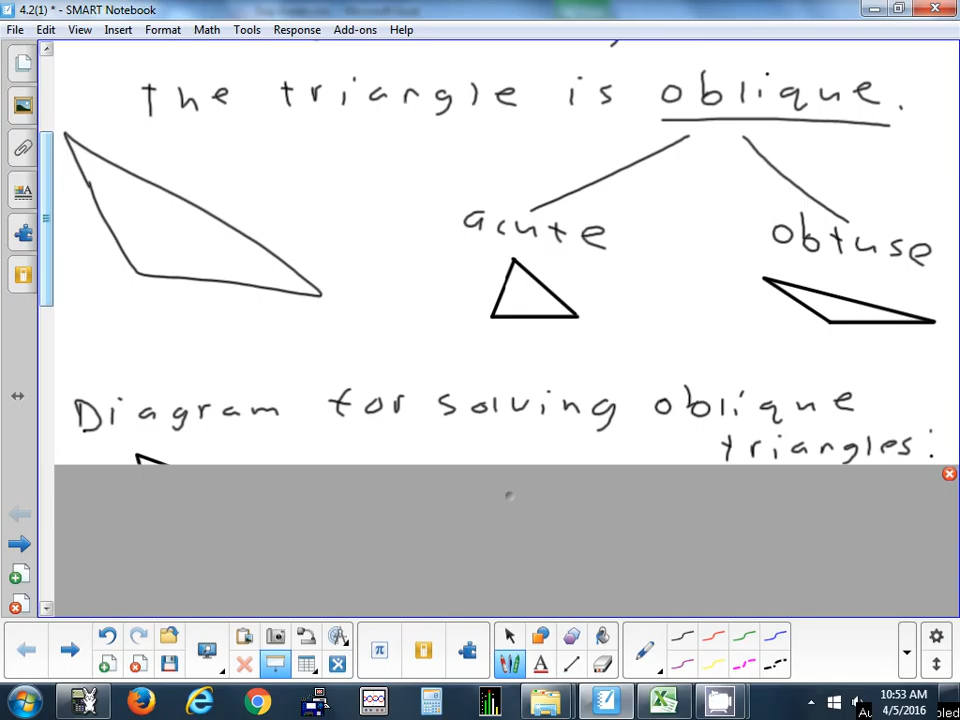 4.2(1) * - SMART Notebook
File Edit View Insert Format Math Tools Response Add-ons Help
the triangle is oblique.
acute
obtuse
Diagram for solving oblique
triangles:
10:53 AM
4/5/2016